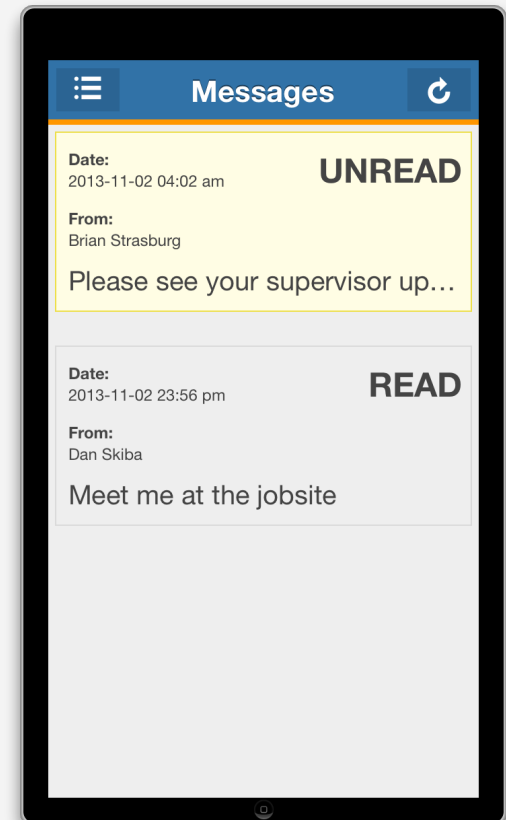 Messages
Date:
UNREAD
2013-11-02 04:02 am
From:
Brian Strasburg
Please see your supervisor up…
Date:
READ
2013-11-02 23:56 pm
From:
Dan Skiba
Meet me at the jobsite